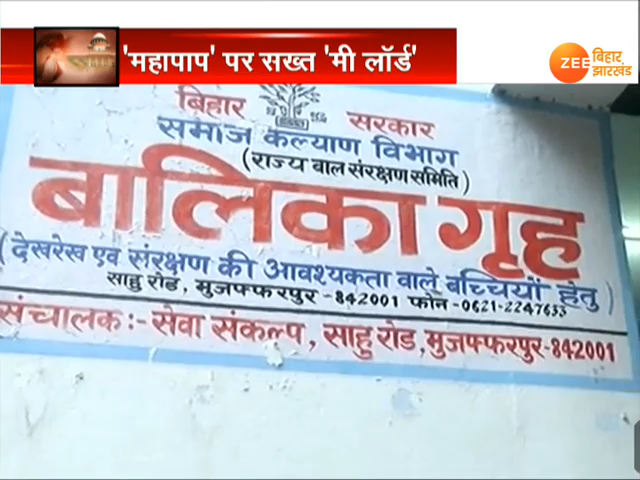 'महापाप' पर सख्त 'मी लॉर्ड'
ZEE बिहार झारखंड
बिहार सरकार
समाज कल्याण विभाग
(राज्य बाल संरक्षण समिति)
बालिका गृह
(देखरेख एवं संरक्षण की आवश्यकता वाले बच्चियों हेतु)
साहु रोड, मुजफ्फरपुर -842001 फोन -0621-2247633
संचालक:- सेवा संकल्प, साहु रोड, मुजफ्फरपुर-842001